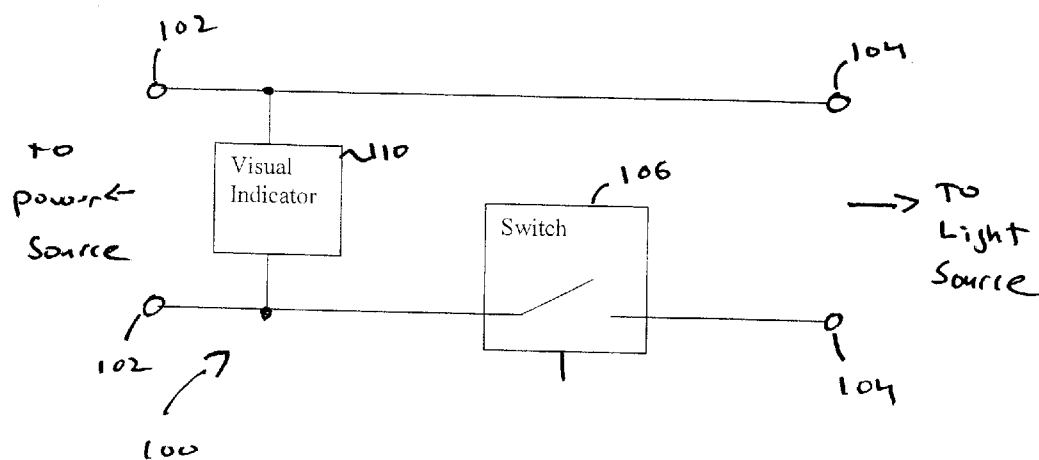 102
104
to
power
Source
Visual
Indicator
110
106
Switch
TO
Light
Source
102
104
100